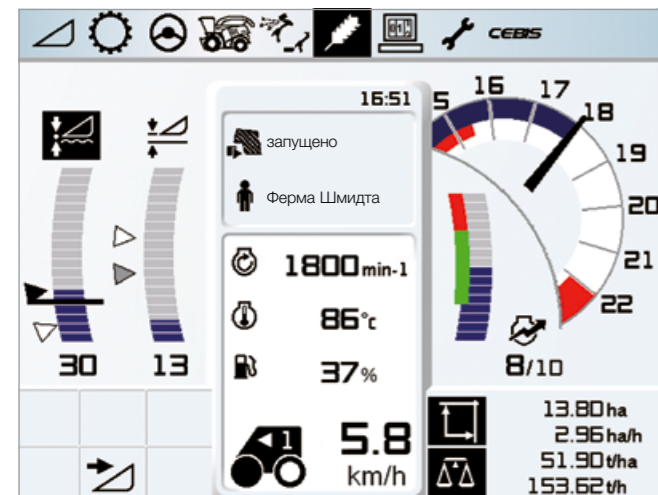 CEBIS
16:51
запущено
Ферма Шмидта
1800 min-1
86°c
37%
1
5.8
km/h
30
13
5
16
17
18
19
20
21
22
8/10
13.80 ha
2.96 ha/h
51.90 t/ha
153.62 t/h